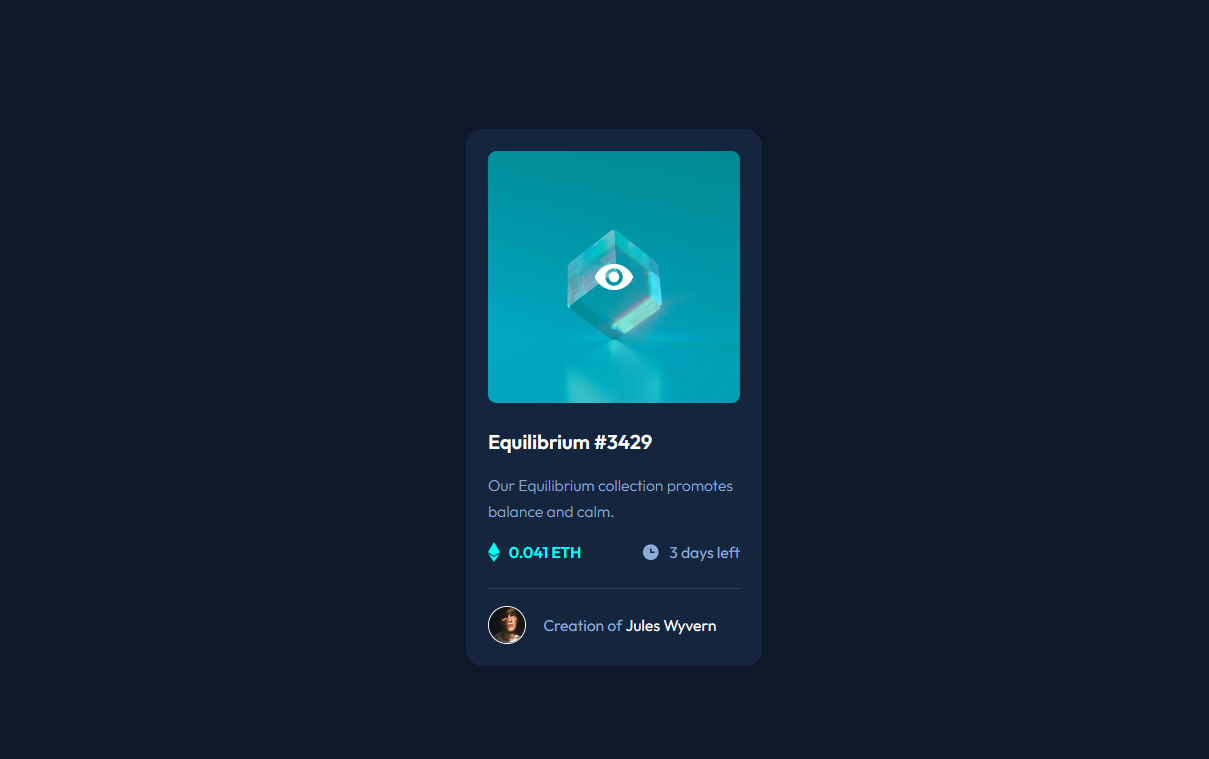 Equilibrium #3429
Our Equilibrium collection promotes
balance and calm.
0.041 ETH
3 days left
Creation of Jules Wyvern